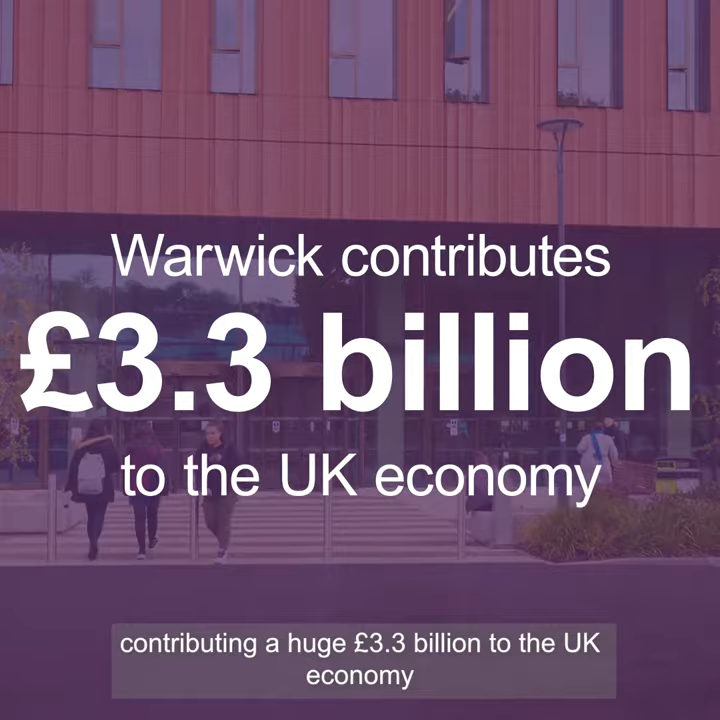 Warwick contributes
£3.3 billion
to the UK economy
contributing a huge £3.3 billion to the UK
economy